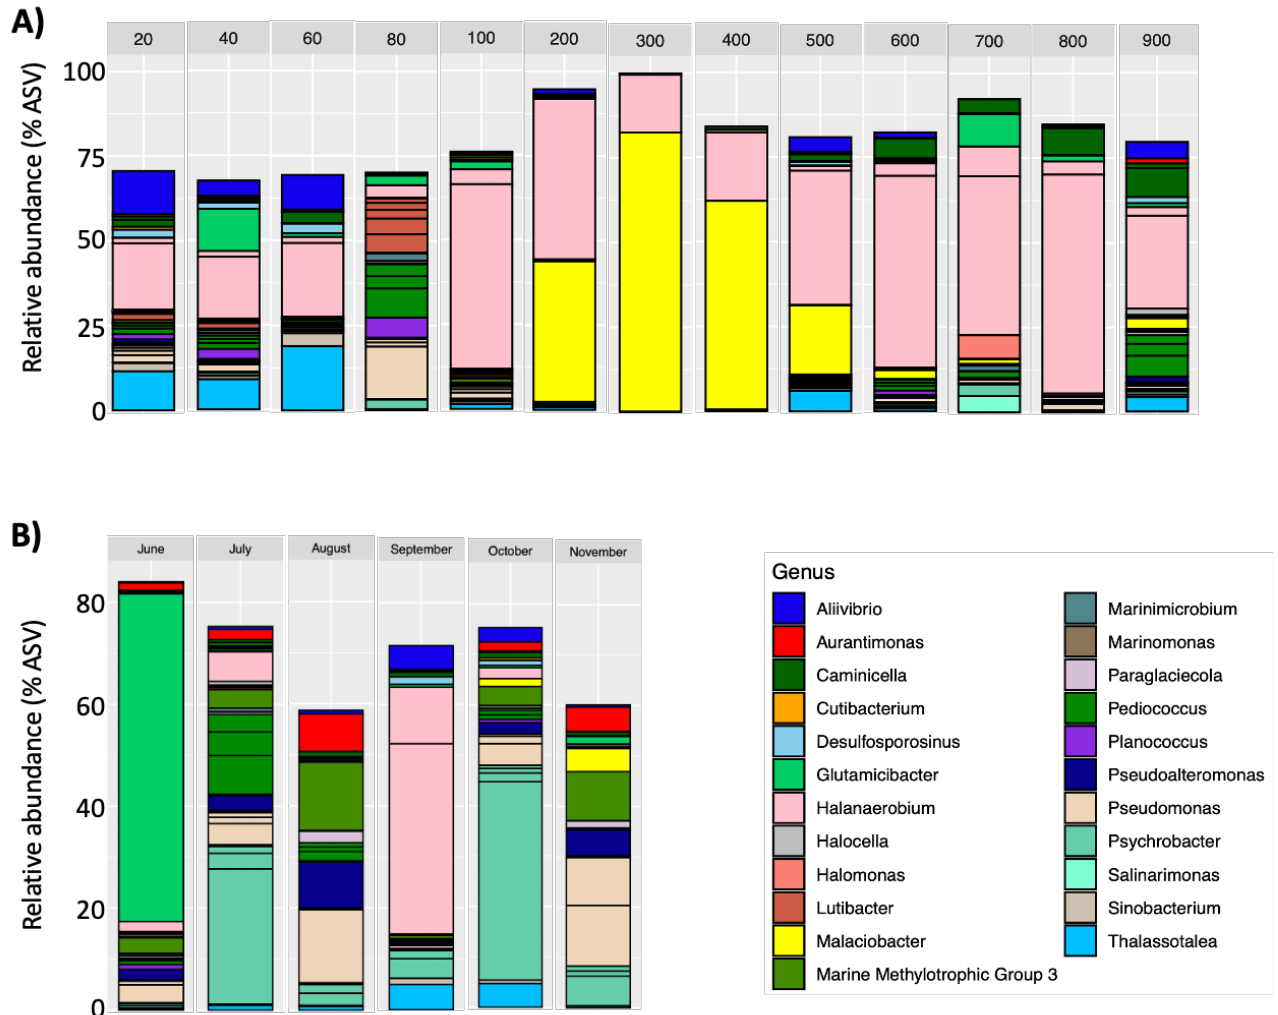 A)
20 40 60 80 100 200 300 400 500 600 700 800 900
Relative abundance (% ASV)
100
75
50
25
0
B)
June July August September October November
Relative abundance (% ASV)
80
60
40
20
0
Genus
Aliivibrio
Aurantimonas
Caminicella
Cutibacterium
Desulfosporosinus
Glutamicibacter
Halanaerobium
Halocella
Halomonas
Lutibacter
Malaciobacter
Marine Methylotrophic Group 3
Marinimicrobium
Marinomonas
Paraglaciecola
Pediococcus
Planococcus
Pseudoalteromonas
Pseudomonas
Psychrobacter
Salinarimonas
Sinobacterium
Thalassotalea